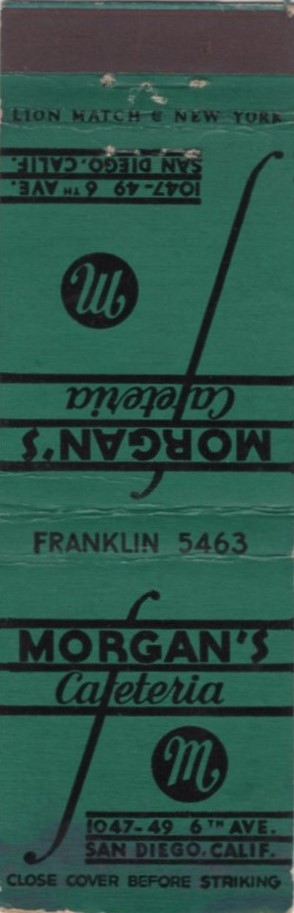 LION MATCH © NEW YORK
1047-49 6TH AVE.
SAN DIEGO, CALIF.
M
Cafeteria
MORGAN'S
FRANKLIN 5463
MORGAN'S
Cafeteria
M
1047-49 6TH AVE.
SAN DIEGO, CALIF.
CLOSE COVER BEFORE STRIKING